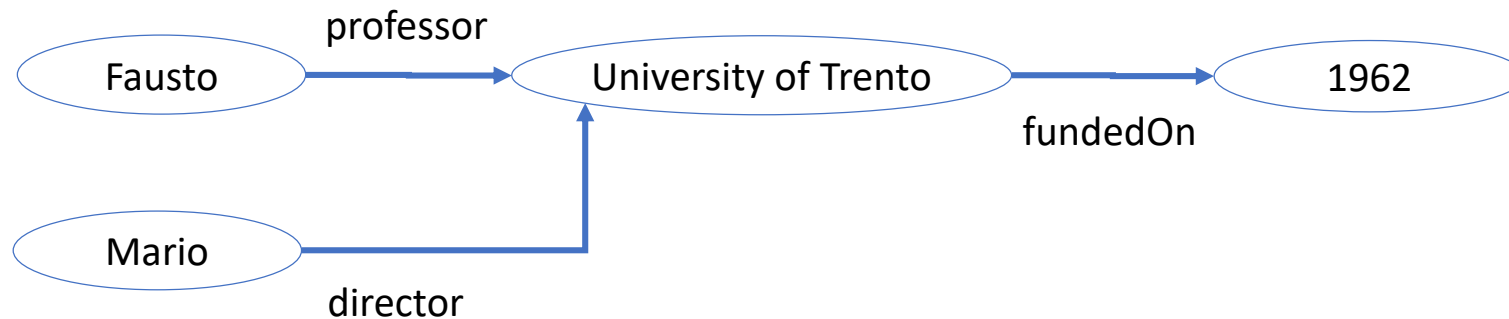 professor
Fausto
University of Trento
1962
fundedOn
Mario
director